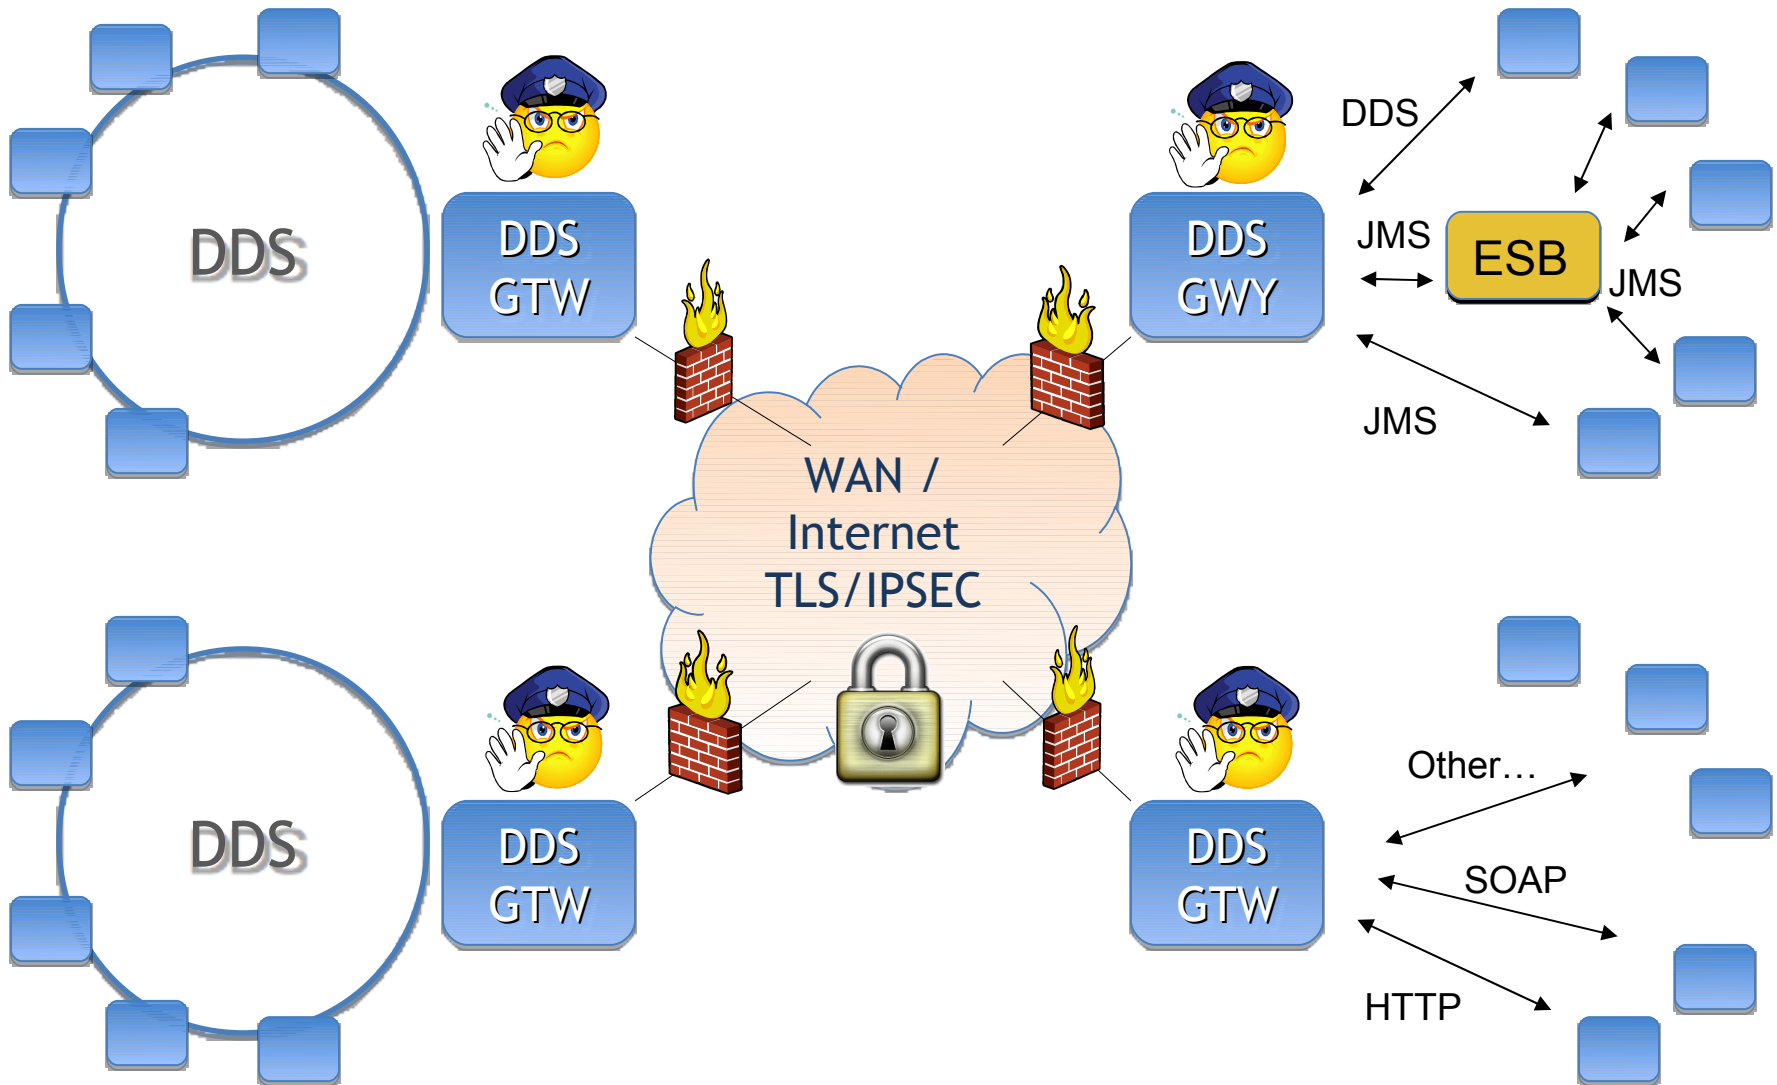 DDS
DDS
GTW
DDS
GWY
DDS
JMS
ESB
JMS
JMS
WAN /
Internet
TLS/IPSEC
DDS
DDS
GTW
DDS
GTW
Other…
SOAP
HTTP